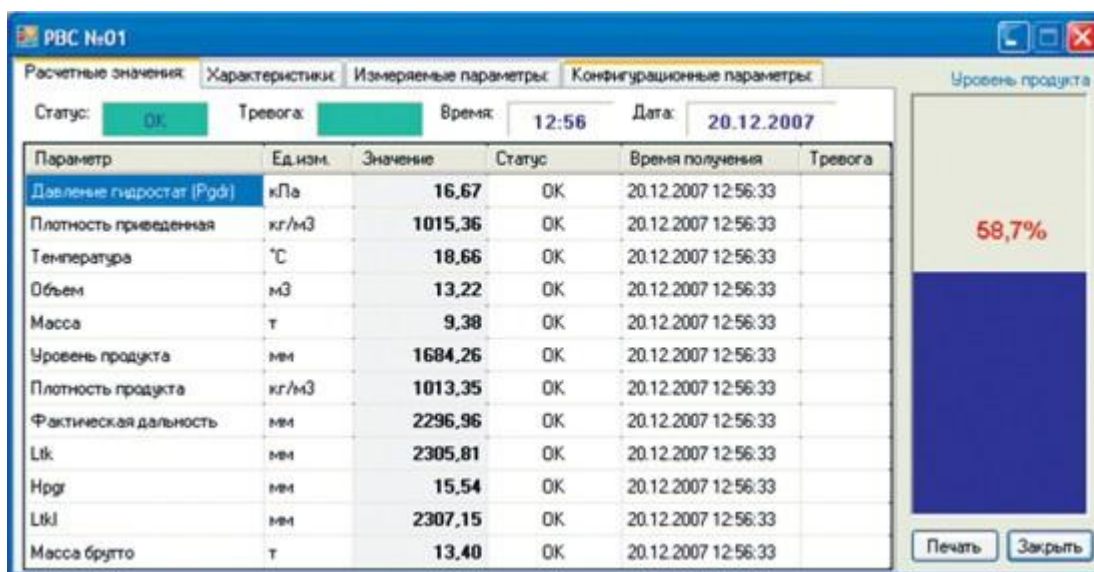 РВС №01
Расчетные значения: Характеристики: Измеряемые параметры: Конфигурационные параметры:
Уровень продукта
Статус: OK Тревога: Время: 12:56 Дата: 20.12.2007
Параметр Ед.изм. Значение Статус Время получения Тревога
Давление гидростат (Pgdr) кПа 16,67 OK 20.12.2007 12:56:33
Плотность приведенная кг/м3 1015,36 OK 20.12.2007 12:56:33
58,7%
Температура °C 18,66 OK 20.12.2007 12:56:33
Объем м3 13,22 OK 20.12.2007 12:56:33
Масса т 9,38 OK 20.12.2007 12:56:33
Уровень продукта мм 1684,26 OK 20.12.2007 12:56:33
Плотность продукта кг/м3 1013,35 OK 20.12.2007 12:56:33
Фактическая дальность мм 2296,96 OK 20.12.2007 12:56:33
Ltk мм 2305,81 OK 20.12.2007 12:56:33
Hpgr мм 15,54 OK 20.12.2007 12:56:33
Ltkl мм 2307,15 OK 20.12.2007 12:56:33
Масса брутто т 13,40 OK 20.12.2007 12:56:33
Печать Закрыть